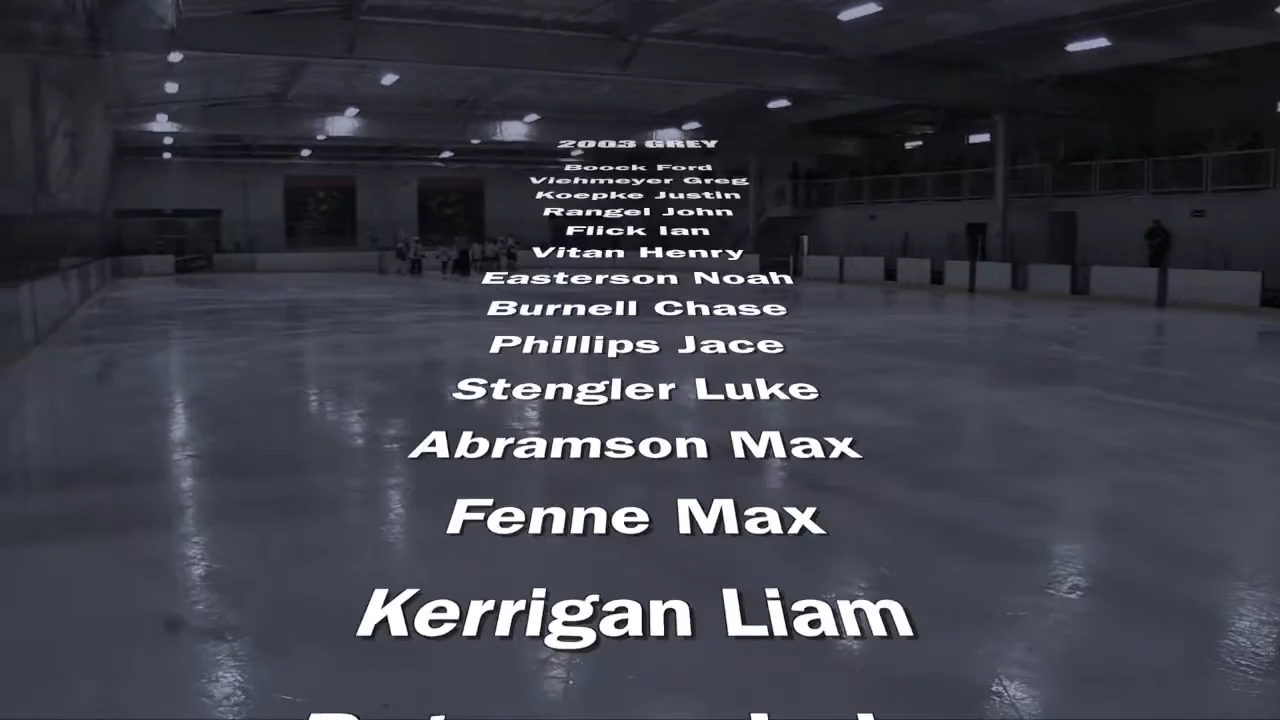 2003 GREY
Boock Ford
Viehmeyer Greg
Koepke Justin
Rangel John
Flick Ian
Vitan Henry
Easterson Noah
Burnell Chase
Phillips Jace
Stengler Luke
Abramson Max
Fenne Max
Kerrigan Liam